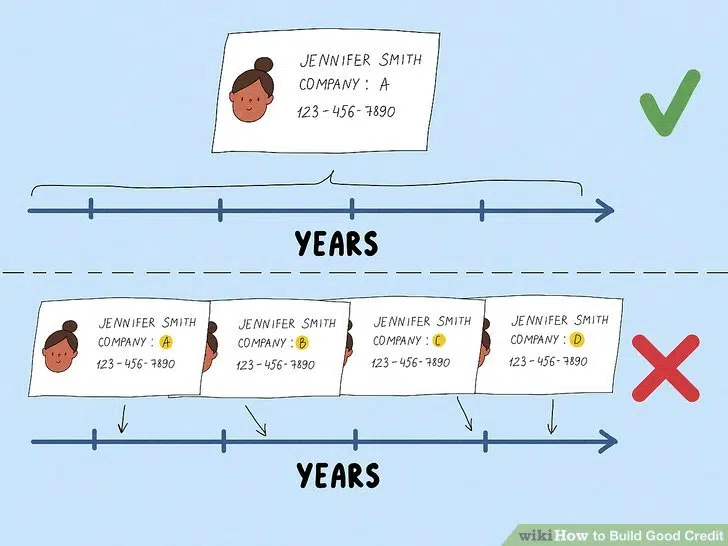 JENNIFER SMITH
COMPANY: A
123-456-7890
YEARS
JENNIFER SMITH
COMPANY: A
123-456-7890
JENNIFER SMITH
COMPANY: B
123-456-7890
JENNIFER SMITH
COMPANY: C
123-456-7890
JENNIFER SMITH
COMPANY: D
123-456-7890
YEARS
wikiHow to Build Good Credit